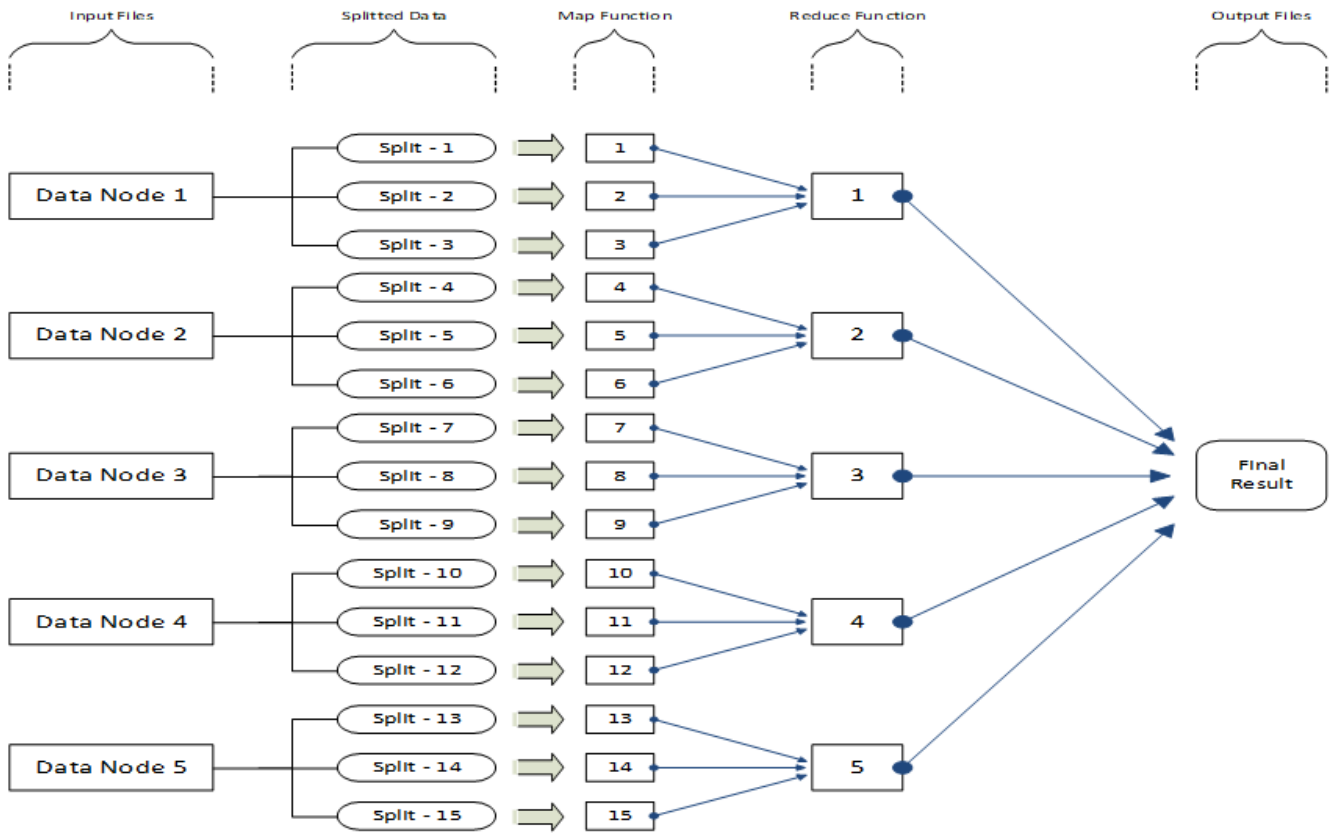 Input Files
Splitted Data
Map Function
Reduce Function
Output Files
Data Node 1
Split - 1
1
Split - 2
2
Split - 3
3
1
Data Node 2
Split - 4
4
Split - 5
5
Split - 6
6
2
Data Node 3
Split - 7
7
Split - 8
8
Split - 9
9
3
Data Node 4
Split - 10
10
Split - 11
11
Split - 12
12
4
Data Node 5
Split - 13
13
Split - 14
14
Split - 15
15
5
Final
Result